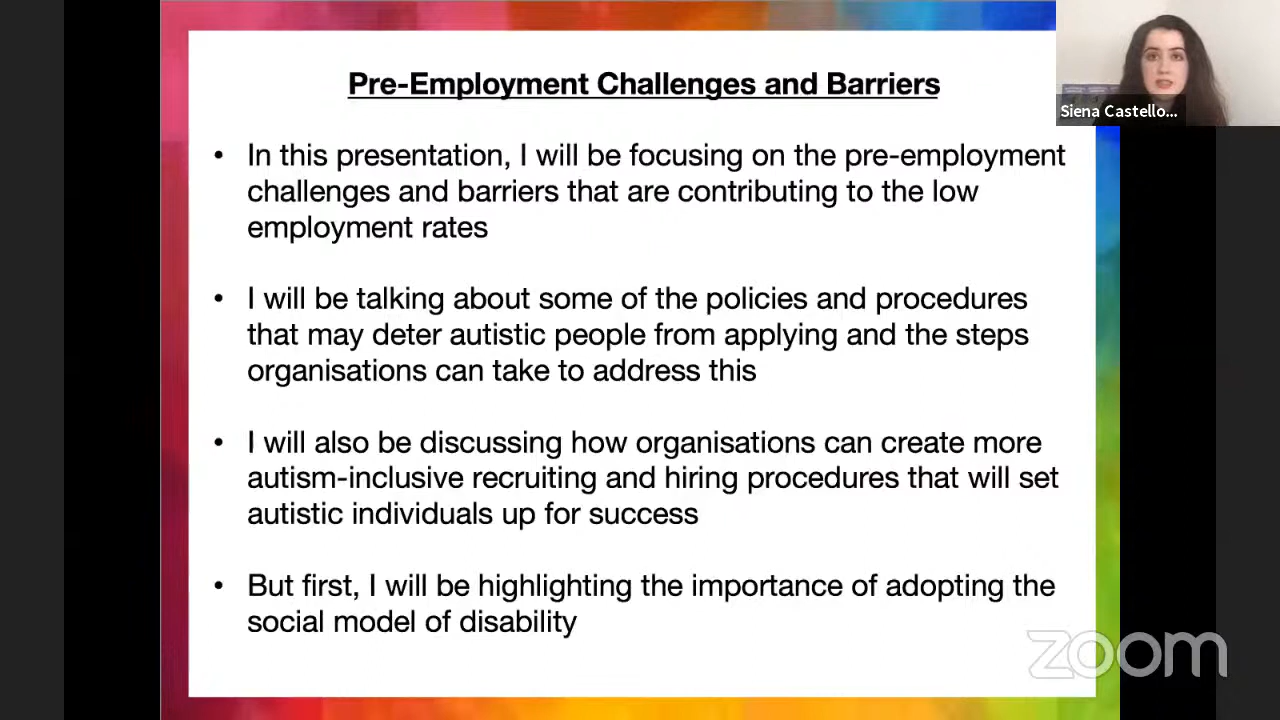 Pre-Employment Challenges and Barriers
Siena Castello...
• In this presentation, I will be focusing on the pre-employment
challenges and barriers that are contributing to the low
employment rates
• I will be talking about some of the policies and procedures
that may deter autistic people from applying and the steps
organisations can take to address this
• I will also be discussing how organisations can create more
autism-inclusive recruiting and hiring procedures that will set
autistic individuals up for success
• But first, I will be highlighting the importance of adopting the
social model of disability
zoom